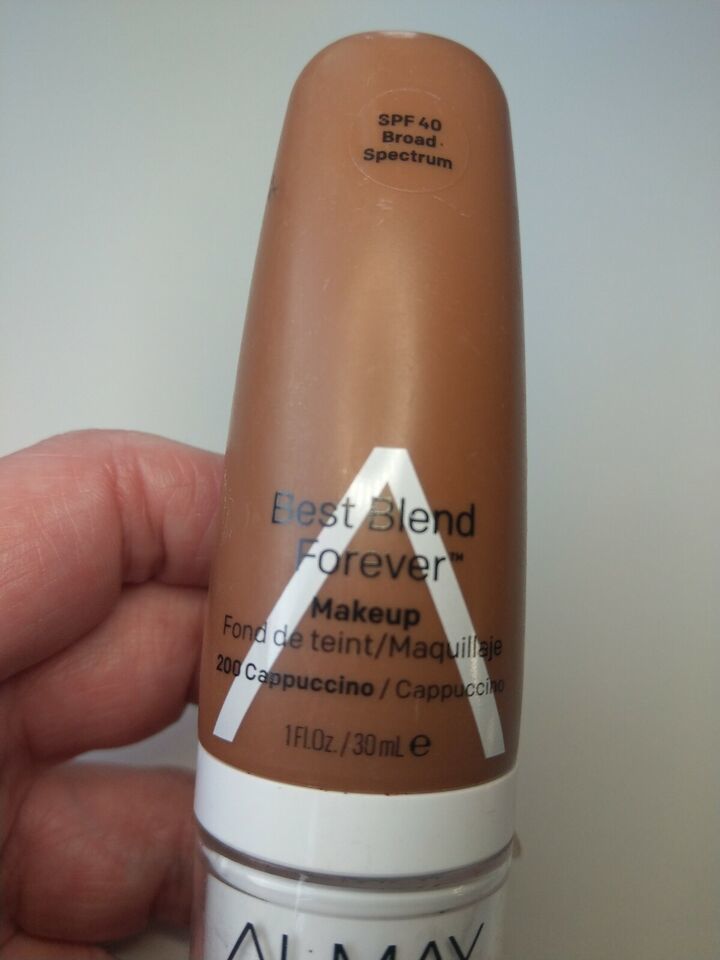 SPF 40
Broad
Spectrum
Best Blend
Forever™
Makeup
Fond de teint/Maquillaje
200 Cappuccino / Cappuccino
1 Fl.Oz. / 30 mL ℮
ALMAY